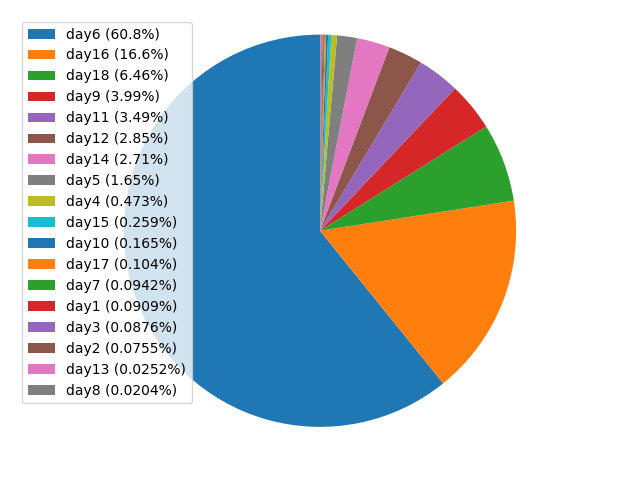 day6 (60.8%)
day16 (16.6%)
day18 (6.46%)
day9 (3.99%)
day11 (3.49%)
day12 (2.85%)
day14 (2.71%)
day5 (1.65%)
day4 (0.473%)
day15 (0.259%)
day10 (0.165%)
day17 (0.104%)
day7 (0.0942%)
day1 (0.0909%)
day3 (0.0876%)
day2 (0.0755%)
day13 (0.0252%)
day8 (0.0204%)